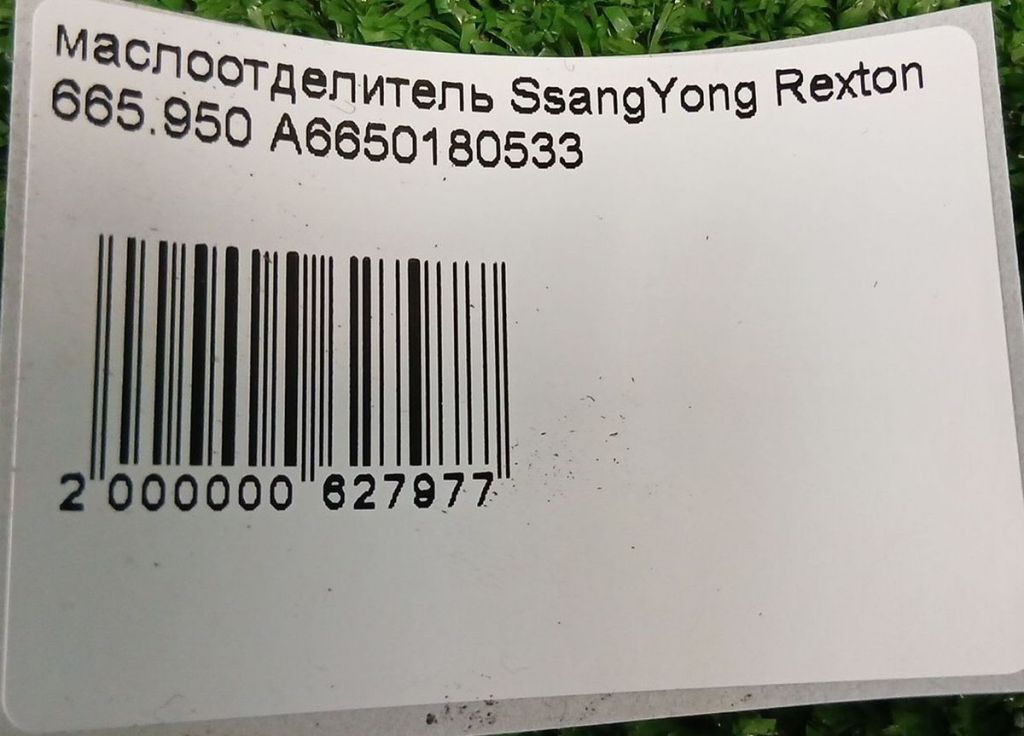 маслоотделитель SsangYong Rexton
665.950 A6650180533
2 000000 627977